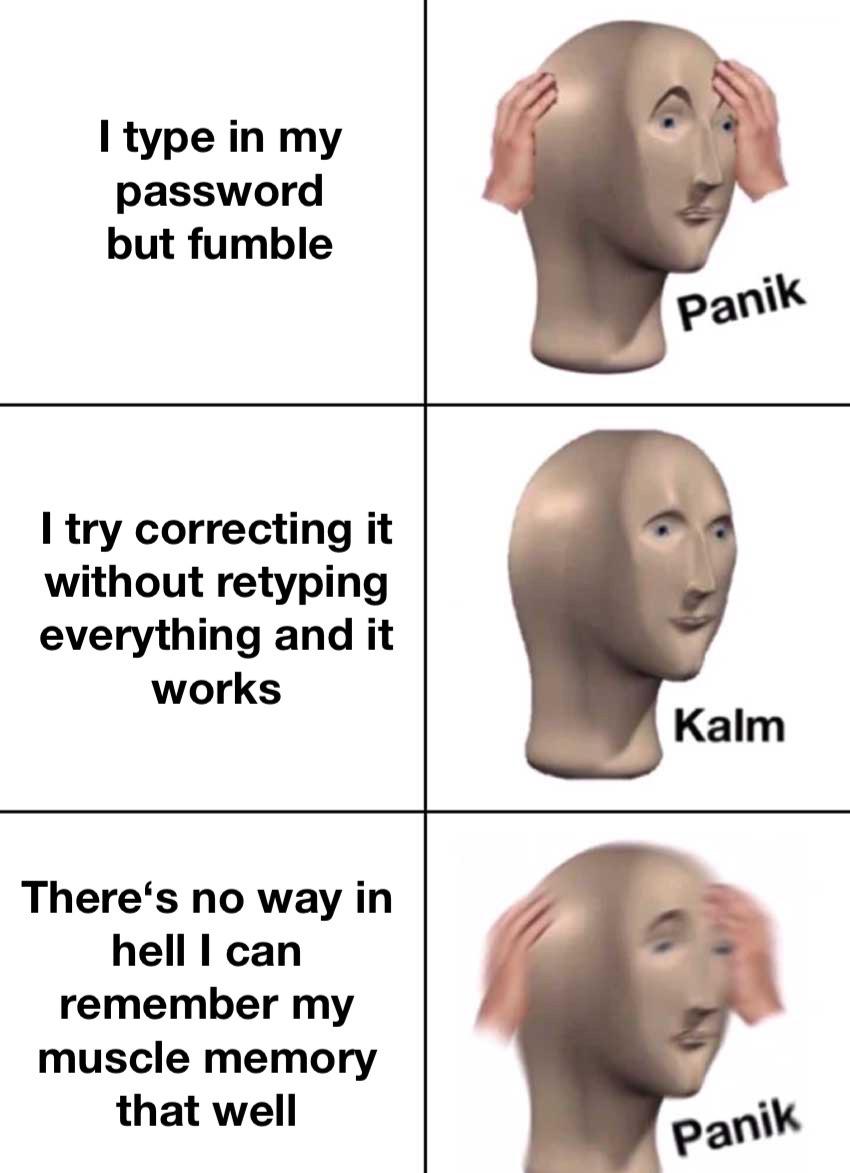 I type in my
password
but fumble
Panik
I try correcting it
without retyping
everything and it
works
Kalm
There‘s no way in
hell I can
remember my
muscle memory
that well
Panik